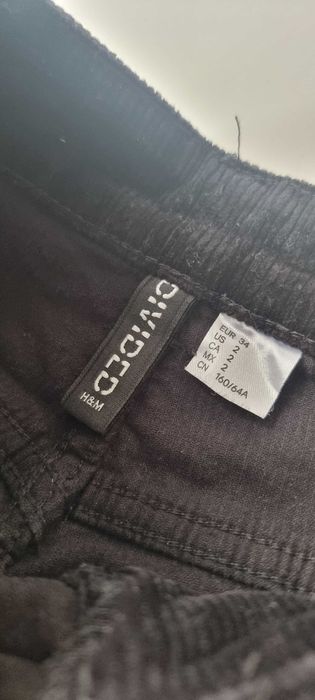 DIVIDED
H&M
EUR 34
US 2
CA 2
MX 2
CN 160/64A